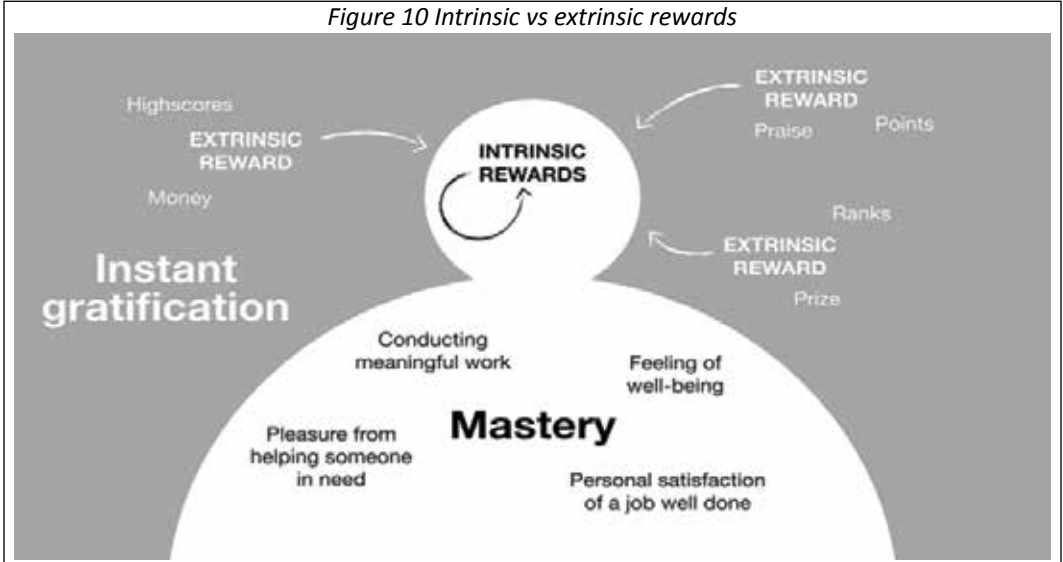 Figure 10 Intrinsic vs extrinsic rewards
Highscores
EXTRINSIC
REWARD
Money
Instant
gratification
INTRINSIC
REWARDS
EXTRINSIC
REWARD
Praise
Points
Ranks
EXTRINSIC
REWARD
Prize
Conducting
meaningful work
Feeling of
well-being
Mastery
Pleasure from
helping someone
in need
Personal satisfaction
of a job well done